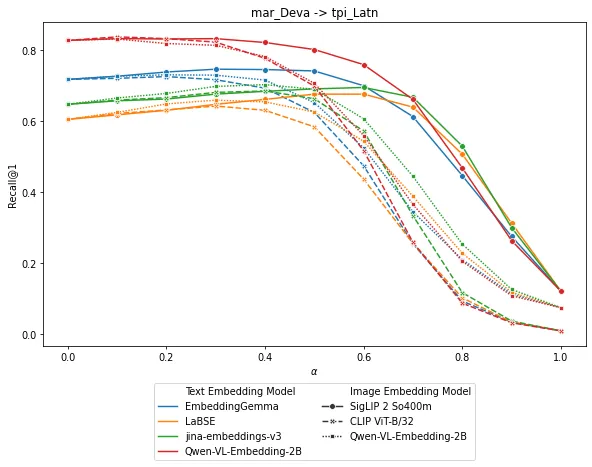 mar_Deva -> tpi_Latn
Recall@1
0.8
0.6
0.4
0.2
0.0
0.0 0.2 0.4 0.6 0.8 1.0
α
Text Embedding Model
EmbeddingGemma
LaBSE
jina-embeddings-v3
Qwen-VL-Embedding-2B
Image Embedding Model
SigLIP 2 So400m
CLIP ViT-B/32
Qwen-VL-Embedding-2B